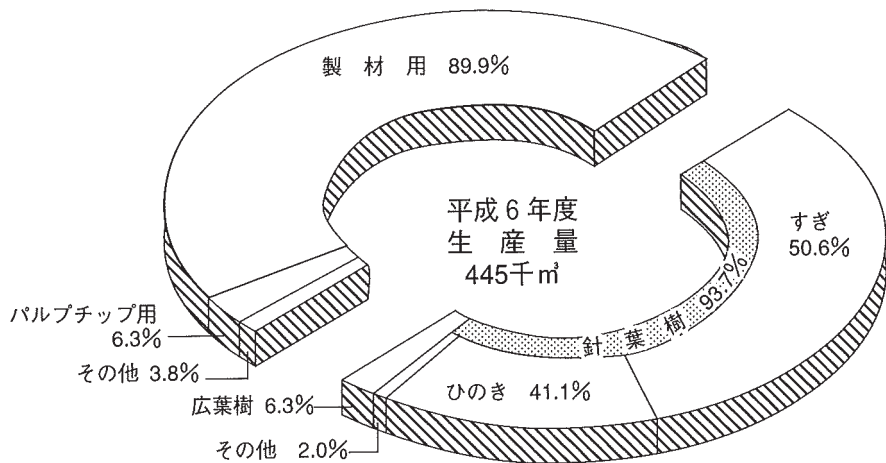 製材用 89.9%
平成6年度
生産量
445千㎥
すぎ
50.6%
針葉樹 93.7%
パルプチップ用
6.3%
その他 3.8%
広葉樹 6.3%
ひのき 41.1%
その他 2.0%